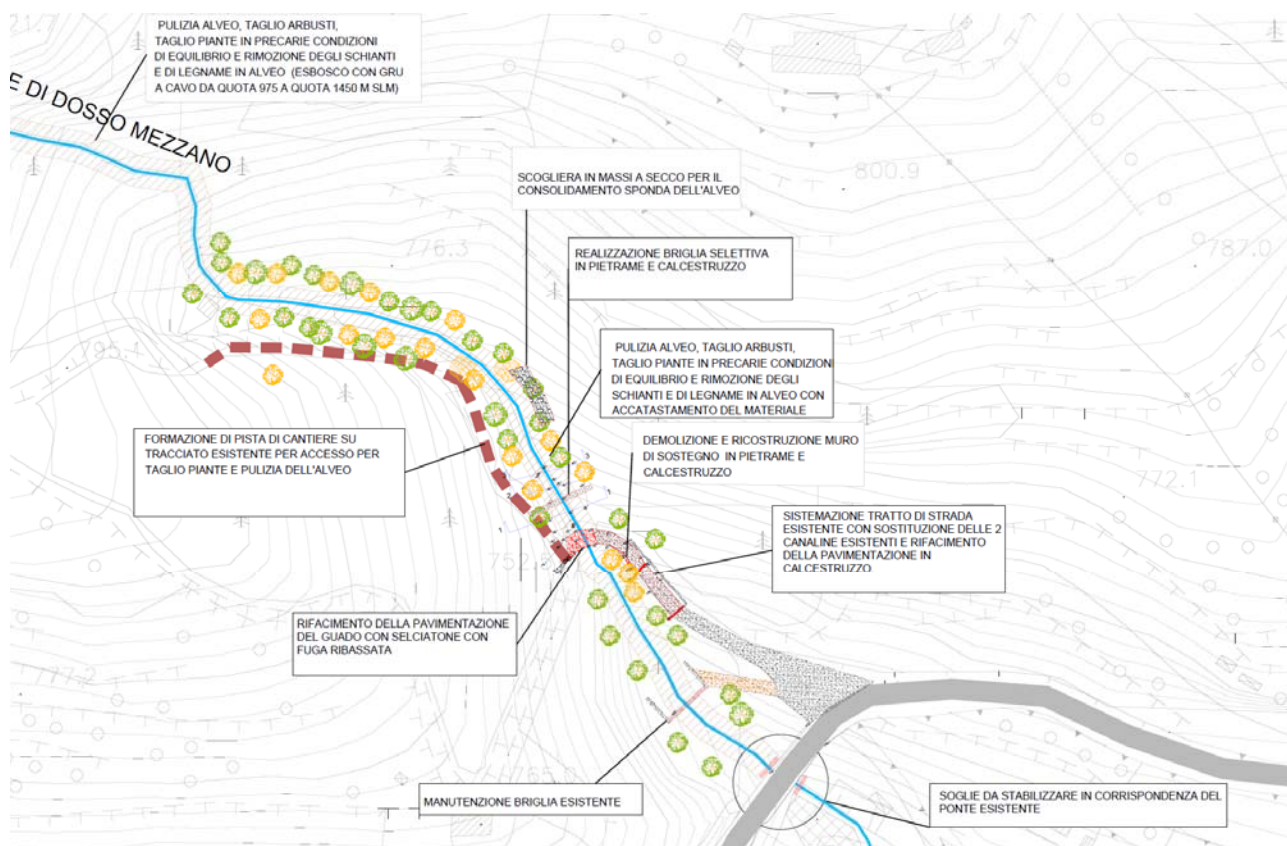 PULIZIA ALVEO, TAGLIO ARBUSTI,
TAGLIO PIANTE IN PRECARIE CONDIZIONI
DI EQUILIBRIO E RIMOZIONE DEGLI SCHIANTI
E DI LEGNAME IN ALVEO (ESBOSCO CON GRU
A CAVO DA QUOTA 975 A QUOTA 1450 M SLM)
E DI DOSSO MEZZANO
SCOGLIERA IN MASSI A SECCO PER IL
CONSOLIDAMENTO SPONDA DELL'ALVEO
800.9
776.3
787.0
REALIZZAZIONE BRIGLIA SELETTIVA
IN PIETRAME E CALCESTRUZZO
795.1
PULIZIA ALVEO, TAGLIO ARBUSTI,
TAGLIO PIANTE IN PRECARIE CONDIZIONI
DI EQUILIBRIO E RIMOZIONE DEGLI
SCHIANTI E DI LEGNAME IN ALVEO CON
ACCATASTAMENTO DEL MATERIALE
FORMAZIONE DI PISTA DI CANTIERE SU
TRACCIATO ESISTENTE PER ACCESSO PER
TAGLIO PIANTE E PULIZIA DELL'ALVEO
DEMOLIZIONE E RICOSTRUZIONE MURO
DI SOSTEGNO IN PIETRAME E
CALCESTRUZZO
772.1
SISTEMAZIONE TRATTO DI STRADA
ESISTENTE CON SOSTITUZIONE DELLE 2
CANALINE ESISTENTI E RIFACIMENTO
DELLA PAVIMENTAZIONE IN
CALCESTRUZZO
752.
RIFACIMENTO DELLA PAVIMENTAZIONE
DEL GUADO CON SELCIATONE CON
FUGA RIBASSATA
777.2
765.0
MANUTENZIONE BRIGLIA ESISTENTE
SOGLIE DA STABILIZZARE IN CORRISPONDENZA DEL
PONTE ESISTENTE